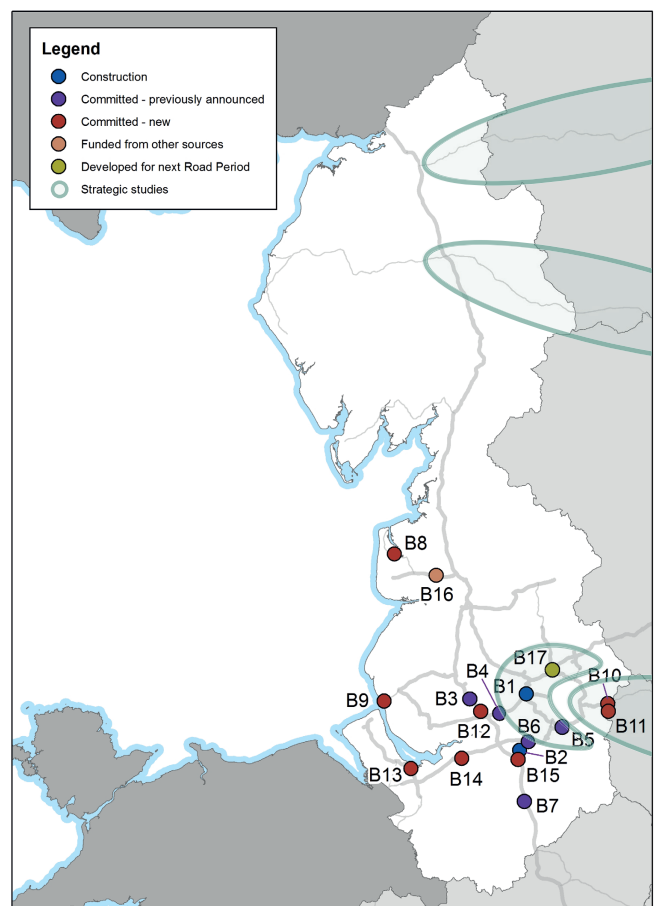 Legend
Construction
Committed - previously announced
Committed - new
Funded from other sources
Developed for next Road Period
Strategic studies
B8
B16
B17
B4
B10
B1
B9
B3
B11
B6
B5
B12
B2
B13
B14
B15
B7